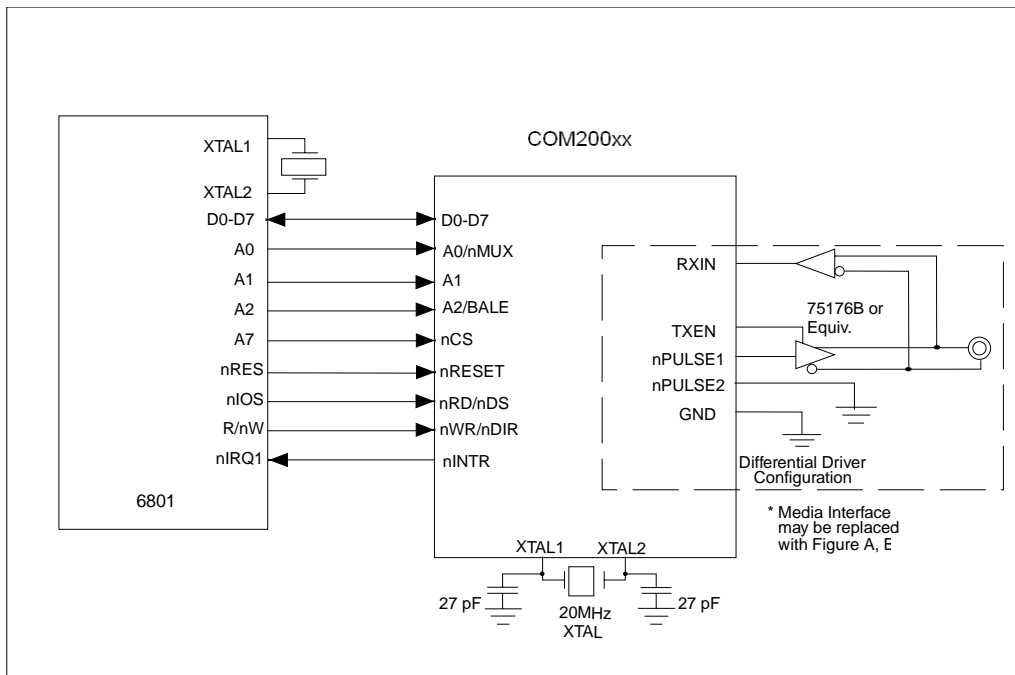 COM200xx
XTAL1
XTAL2
D0-D7
A0
A1
A2
A7
nRES
nIOS
R/nW
nIRQ1
6801
D0-D7
A0/nMUX
A1
A2/BALE
nCS
nRESET
nRD/nDS
nWR/nDIR
nINTR
RXIN
TXEN
nPULSE1
nPULSE2
GND
75176B or
Equiv.
Differential Driver
Configuration
* Media Interface
may be replaced
with Figure A,
XTAL1
XTAL2
27 pF
20MHz
XTAL
27 pF